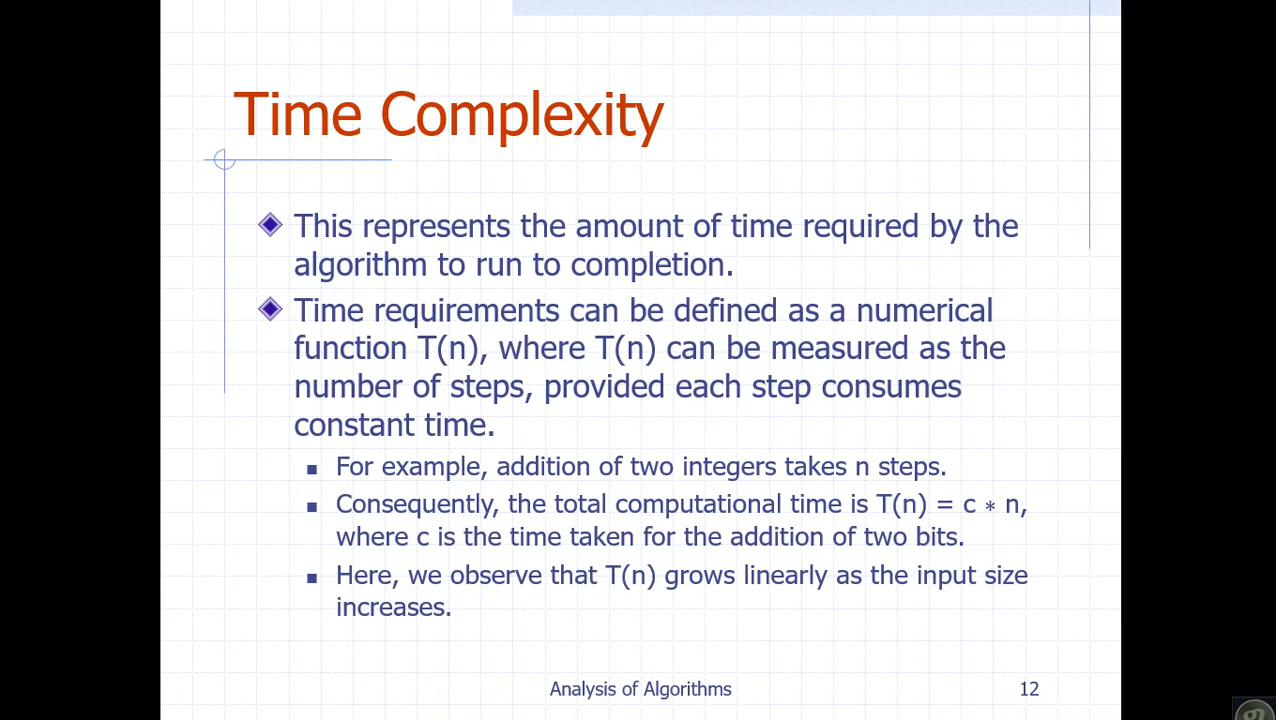 Time Complexity
This represents the amount of time required by the
algorithm to run to completion.
Time requirements can be defined as a numerical
function T(n), where T(n) can be measured as the
number of steps, provided each step consumes
constant time.
For example, addition of two integers takes n steps.
Consequently, the total computational time is T(n) = c ∗ n,
where c is the time taken for the addition of two bits.
Here, we observe that T(n) grows linearly as the input size
increases.
Analysis of Algorithms
12